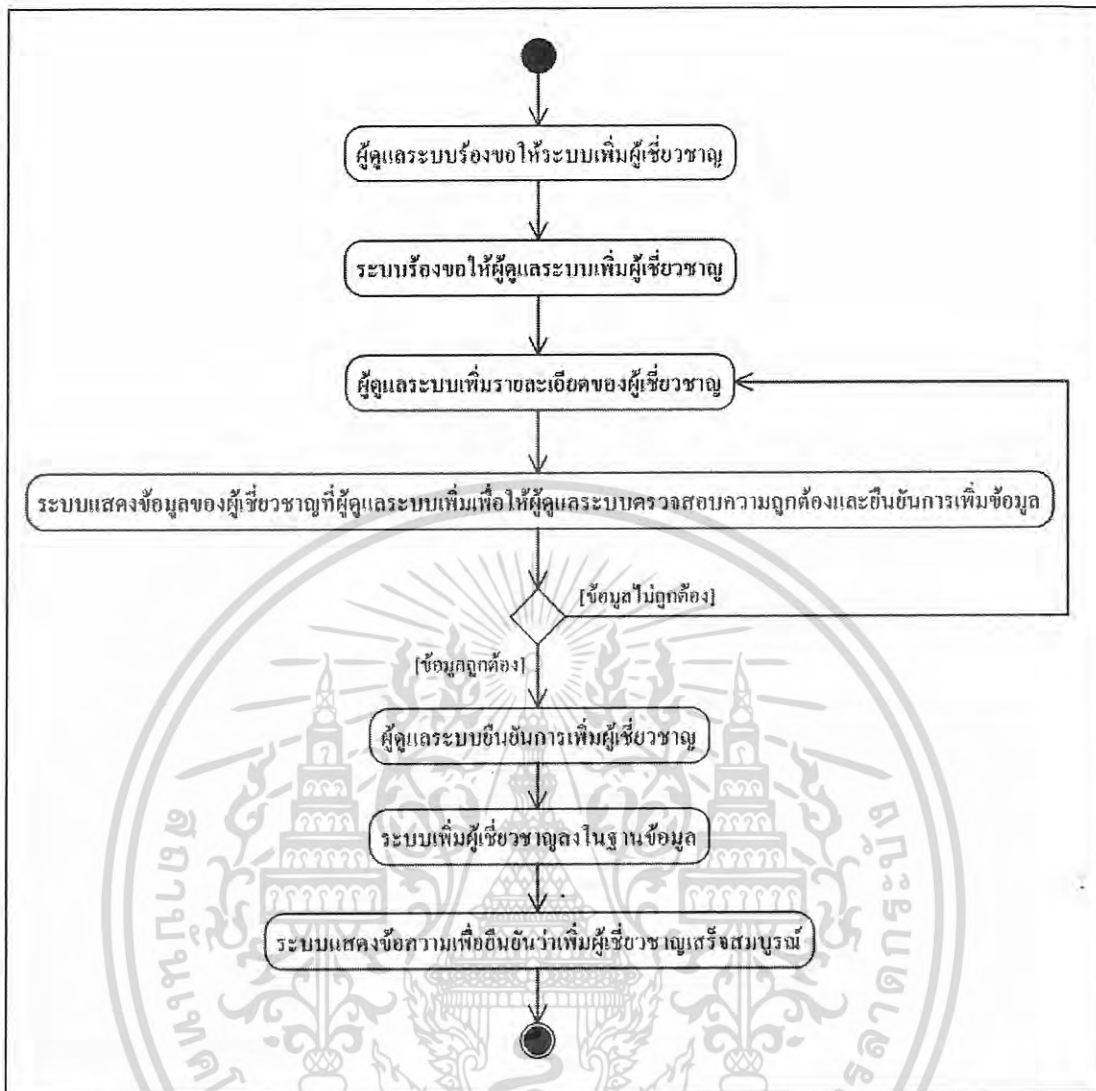 ผู้ดูแลระบบร้องขอให้ระบบเพิ่มผู้เชี่ยวชาญ
ระบบร้องขอให้ผู้ดูแลระบบเพิ่มผู้เชี่ยวชาญ
ผู้ดูแลระบบเพิ่มรายละเอียดของผู้เชี่ยวชาญ
ระบบแสดงข้อมูลของผู้เชี่ยวชาญที่ผู้ดูแลระบบเพิ่มเพื่อให้ผู้ดูแลระบบตรวจสอบความถูกต้องและยืนยันการเพิ่มข้อมูล
[ข้อมูลไม่ถูกต้อง]
[ข้อมูลถูกต้อง]
ผู้ดูแลระบบยืนยันการเพิ่มผู้เชี่ยวชาญ
ระบบเพิ่มผู้เชี่ยวชาญลงในฐานข้อมูล
ระบบแสดงข้อความเพื่อยืนยันว่าเพิ่มผู้เชี่ยวชาญเสร็จสมบูรณ์